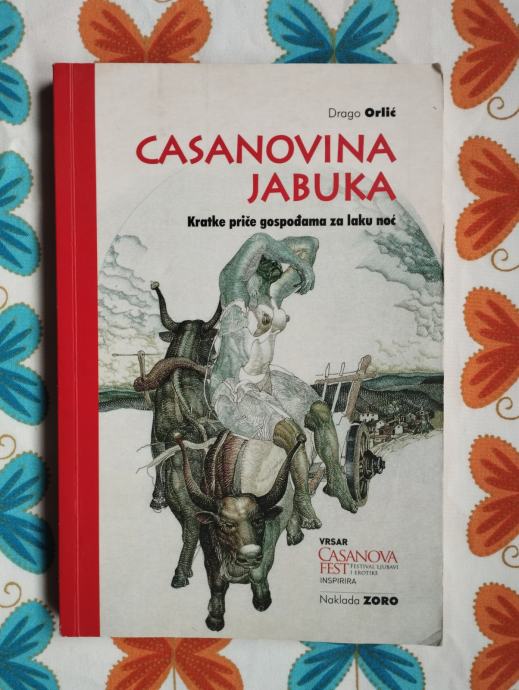 Drago Orlić
CASANOVINA
JABUKA
Kratke priče gospođama za laku noć
VRSAR
CASANOVA
FEST FESTIVAL LJUBAVI
I EROTIKE
INSPIRIRA
Naklada ZORO